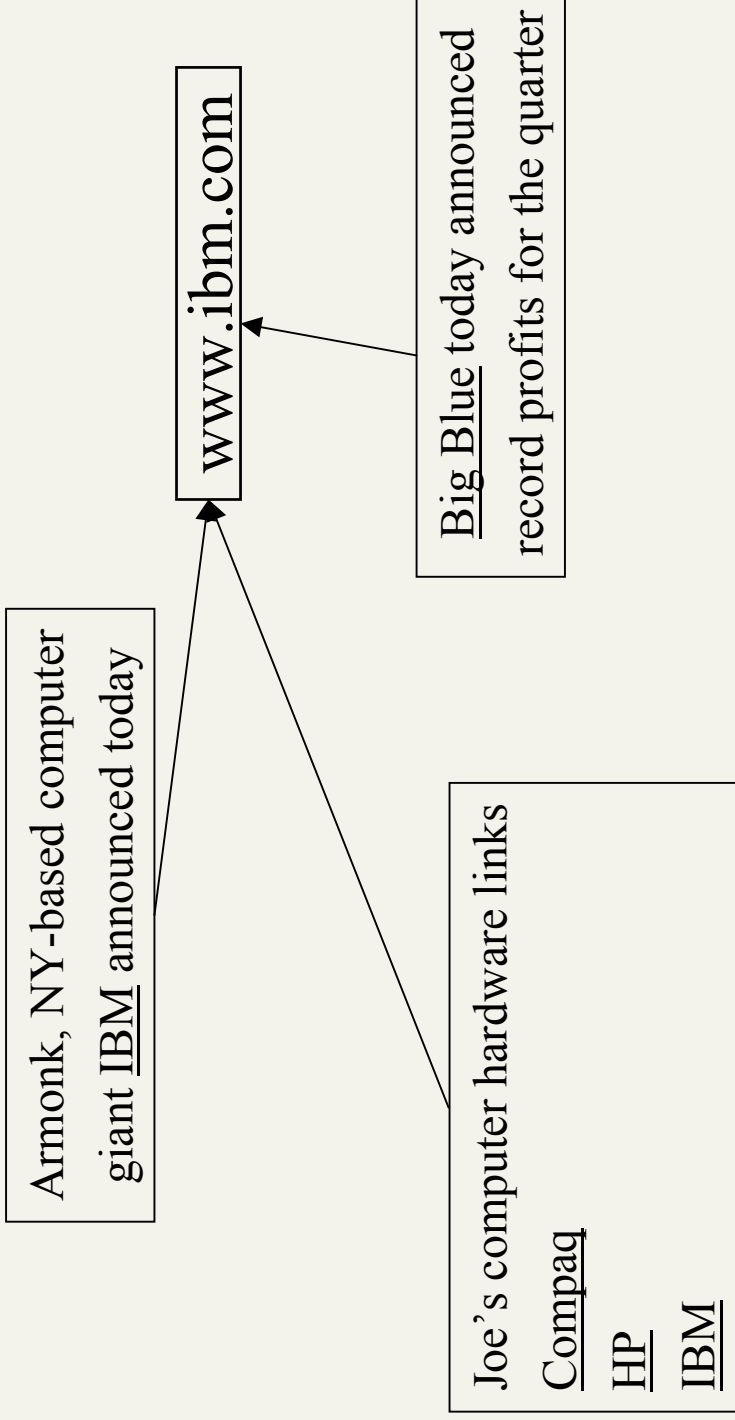 Armonk, NY-based computer
giant IBM announced today
www.ibm.com
Joe’s computer hardware links
Compaq
HP
IBM
Big Blue today announced
record profits for the quarter